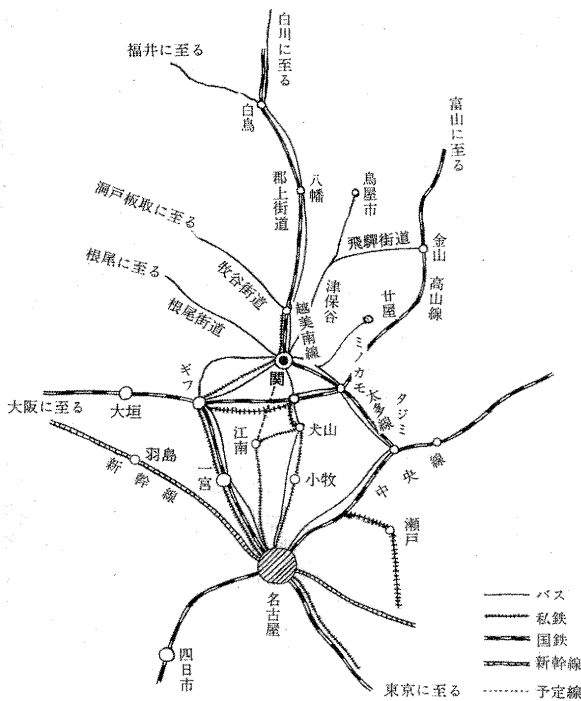 白川に至る
福井に至る
白鳥
富山に至る
八幡
郡上街道
鳥屋市
洞戸板取に至る
飛驒街道
金山
根尾に至る
牧谷街道
津保谷
高山線
廿屋
根尾街道
越美南線
ミノカモ
関
ギフ
太多線
タジミ
大阪に至る
大垣
犬山
江南
羽島
新幹線
一宮
小牧
中央線
瀬戸
名古屋
四日市
東京に至る
バス
私鉄
国鉄
新幹線
予定線